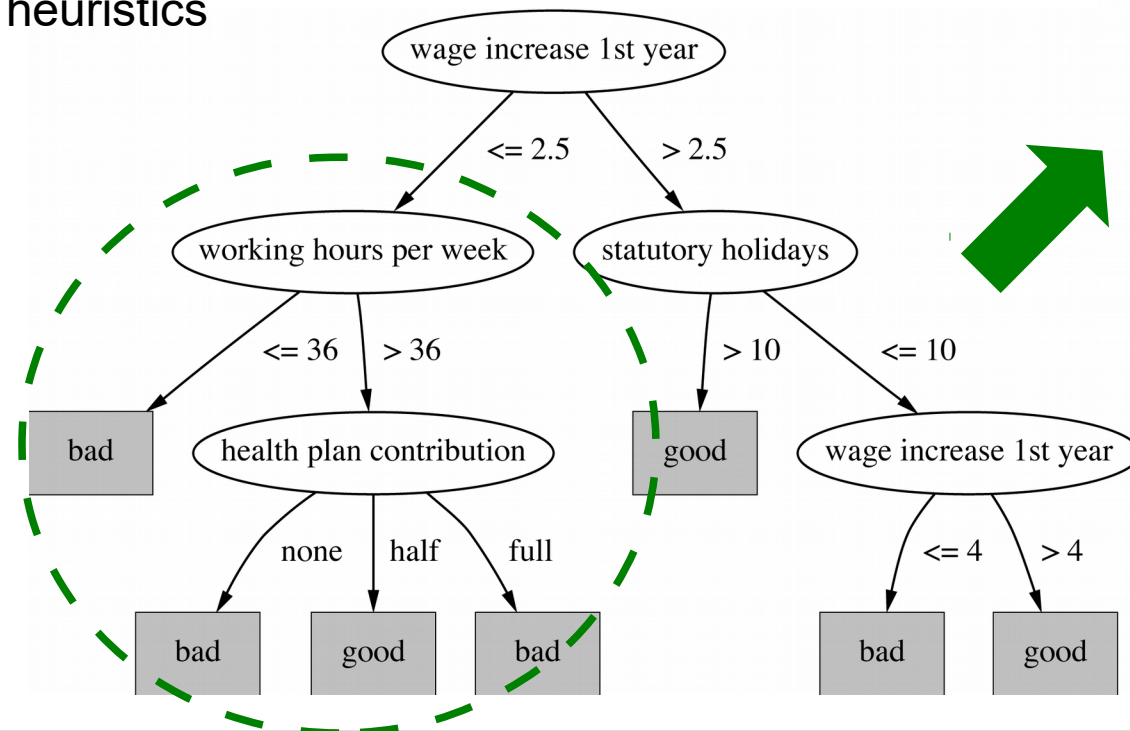 heuristics
wage increase 1st year
<= 2.5
> 2.5
working hours per week
statutory holidays
<= 36
> 36
> 10
<= 10
bad
health plan contribution
good
wage increase 1st year
none
half
full
<= 4
> 4
bad
good
bad
bad
good